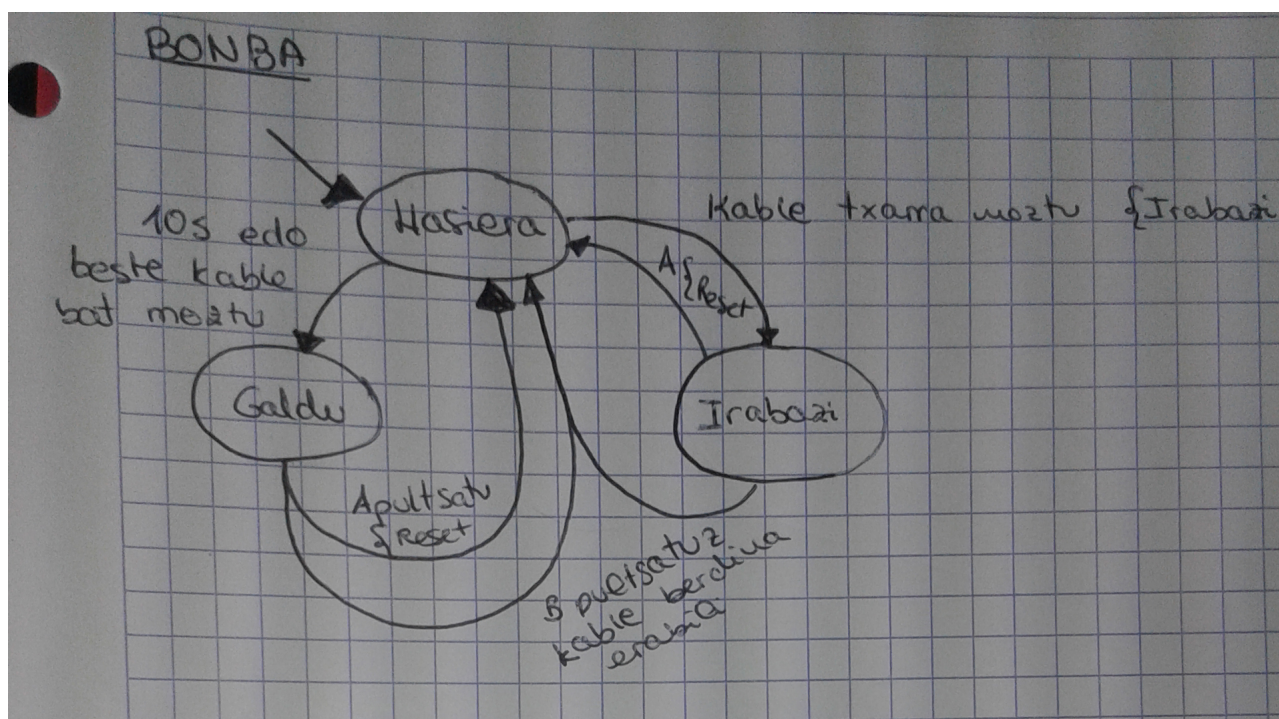 BONBA
Hasiera
Kable txarra moztu {Irabazi
10s edo
beste kable
bat moztu
A{Reset
Galdu
Irabazi
A pultsatu
{Reset
B pultsatuz
kable berdina
erabili